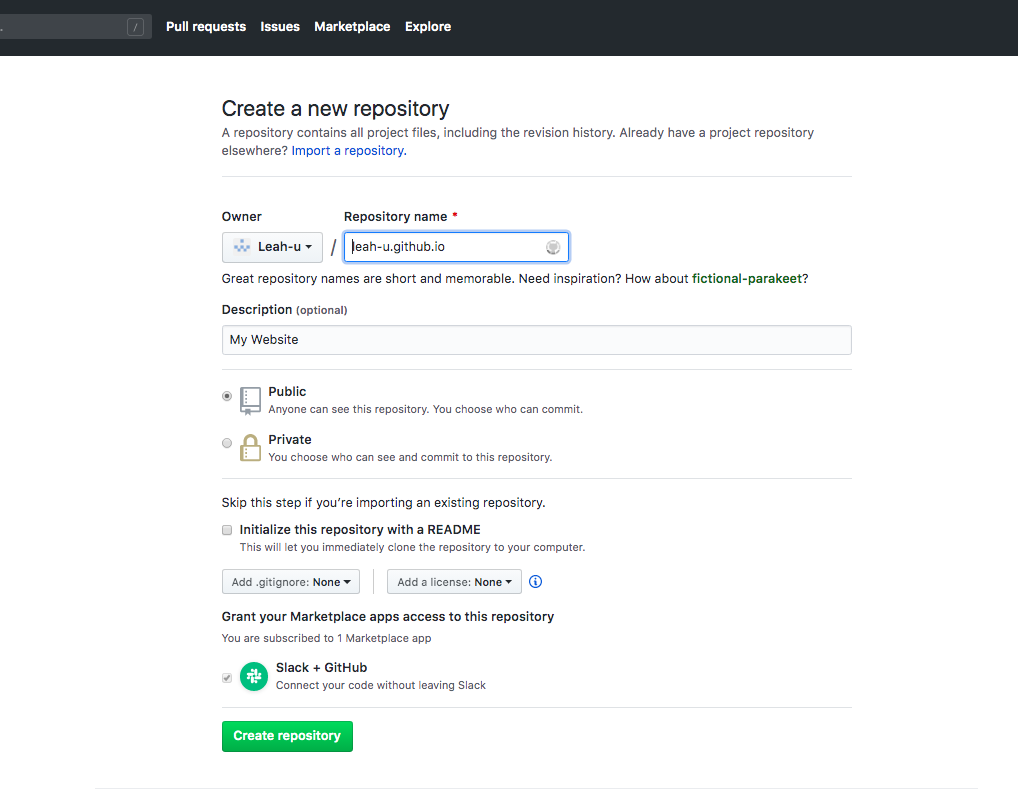 . / Pull requests Issues Marketplace Explore
Create a new repository
A repository contains all project files, including the revision history. Already have a project repository
elsewhere? Import a repository.
Owner Repository name *
Leah-u / leah-u.github.io
Great repository names are short and memorable. Need inspiration? How about fictional-parakeet?
Description (optional)
My Website
Public
Anyone can see this repository. You choose who can commit.
Private
You choose who can see and commit to this repository.
Skip this step if you’re importing an existing repository.
Initialize this repository with a README
This will let you immediately clone the repository to your computer.
Add .gitignore: None Add a license: None
Grant your Marketplace apps access to this repository
You are subscribed to 1 Marketplace app
Slack + GitHub
Connect your code without leaving Slack
Create repository